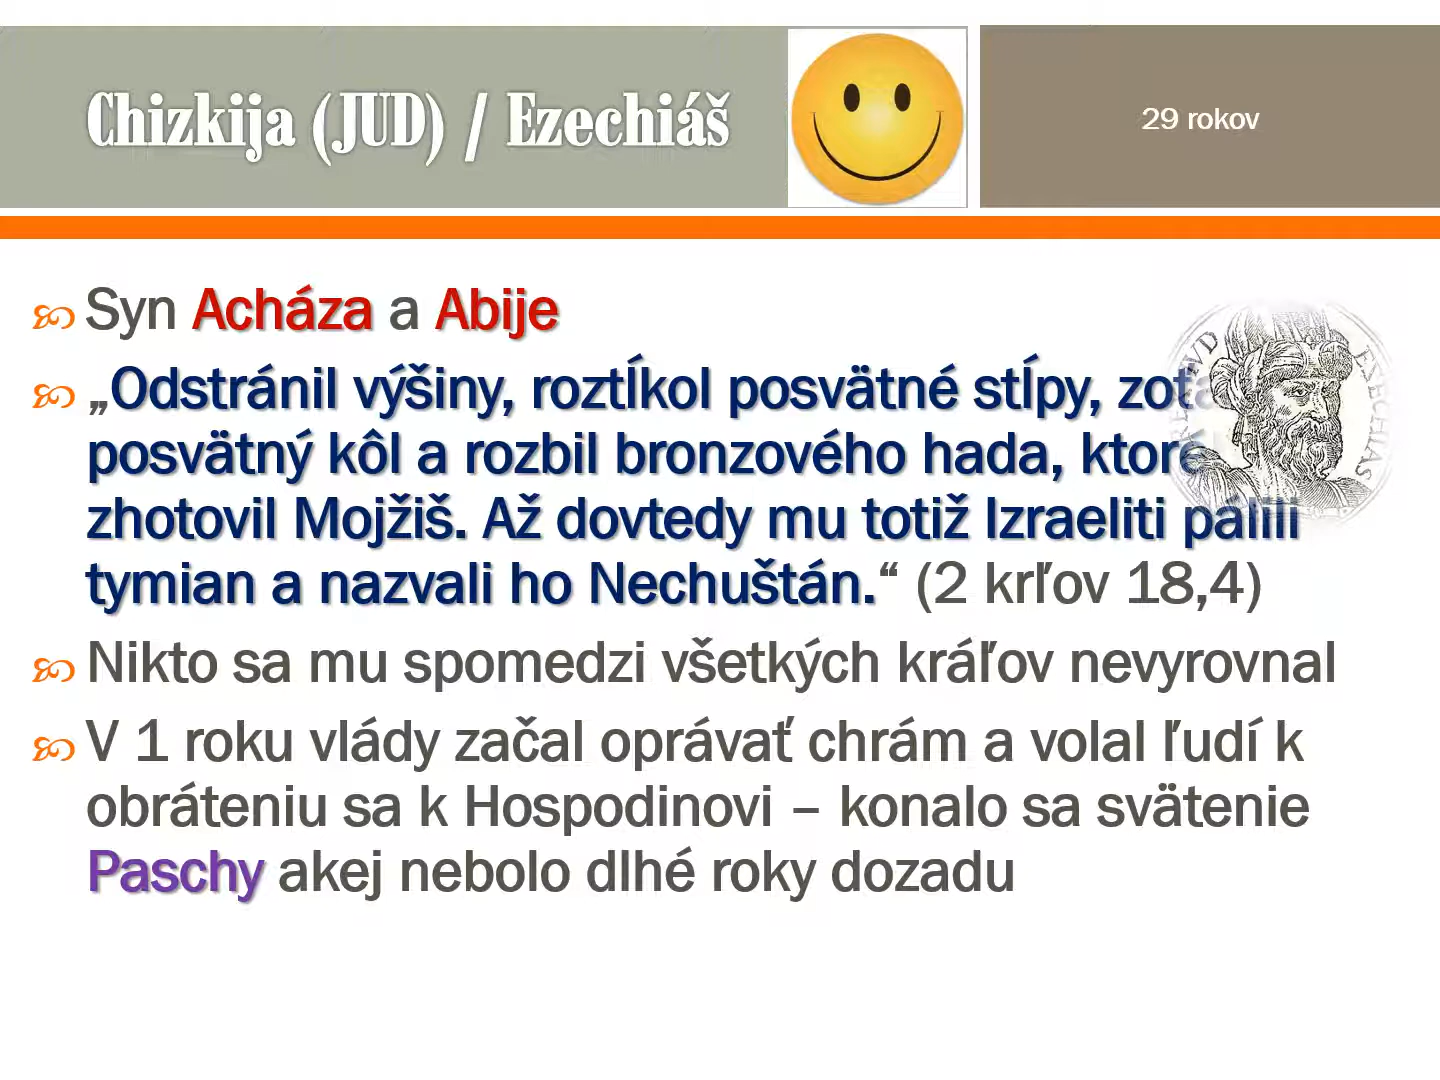 Chizkija (JUD) / Ezechiáš
29 rokov
Syn Acháza a Abije
„Odstránil výšiny, roztĺkol posvätné stĺpy,
posvätný kôl a rozbil bronzového hada,
zhotovil Mojžiš. Až dovtedy mu totiž Izraeliti pálili
tymian a nazvali ho Nechuštán.“ (2 krľov 18,4)
Nikto sa mu spomedzi všetkých kráľov nevyrovnal
V 1 roku vlády začal oprávať chrám a volal ľudí k
obráteniu sa k Hospodinovi – konalo sa svätenie
Paschy akej nebolo dlhé roky dozadu